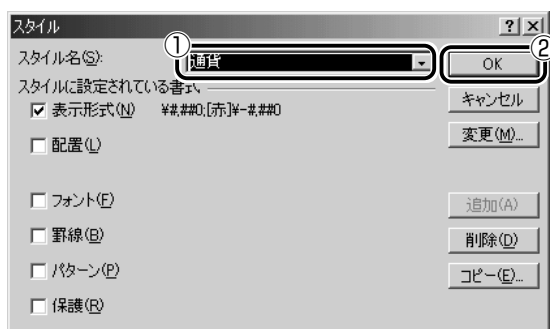 スタイル
①
②
スタイル名(S):
通貨
OK
スタイルに設定されている書式
表示形式(N) ¥#,##0;[赤]¥-#,##0
キャンセル
配置(L)
変更(M)...
フォント(F)
追加(A)
罫線(B)
削除(D)
パターン(P)
コピー(E)...
保護(R)